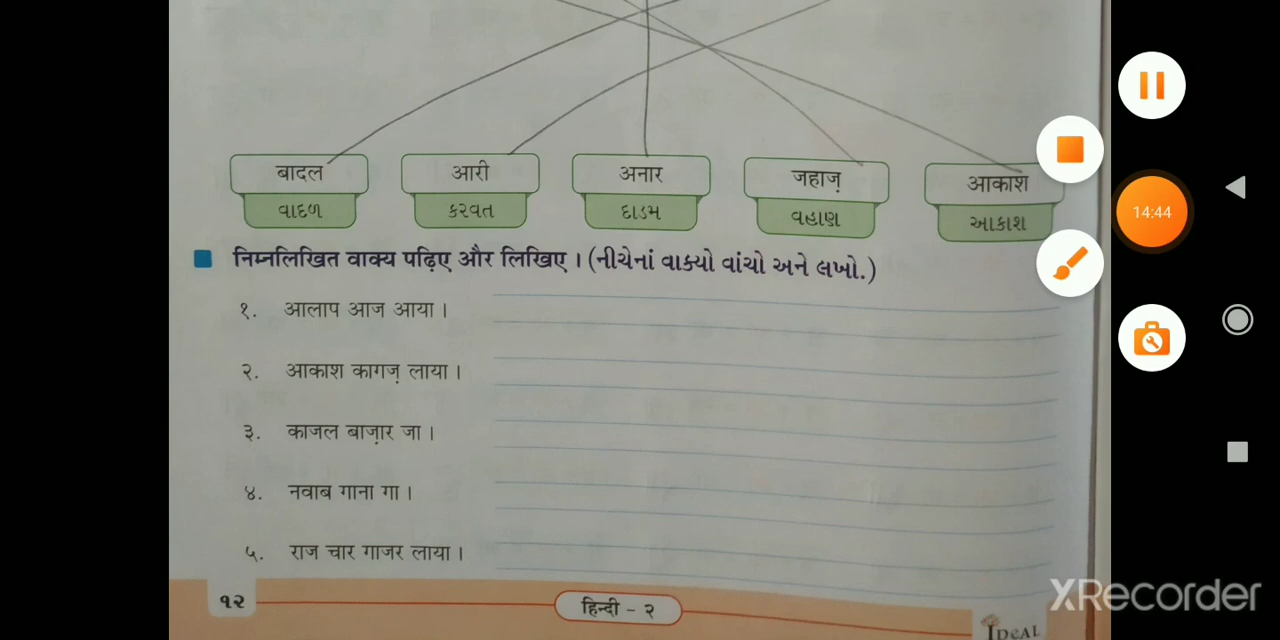 बादल आरी अनार जहाज़ आकाश
વાદળ કરવત દાડમ વહાણ આકાશ
निम्नलिखित वाक्य पढ़िए और लिखिए । (નીચેનાં વાક્યો વાંચો અને લખો.)
१. आलाप आज आया ।
२. आकाश कागज़ लाया ।
३. काजल बाज़ार जा ।
४. नवाब गाना गा ।
५. राज चार गाजर लाया ।
१२
हिन्दी - २
IDeAL
14:44
XRecorder